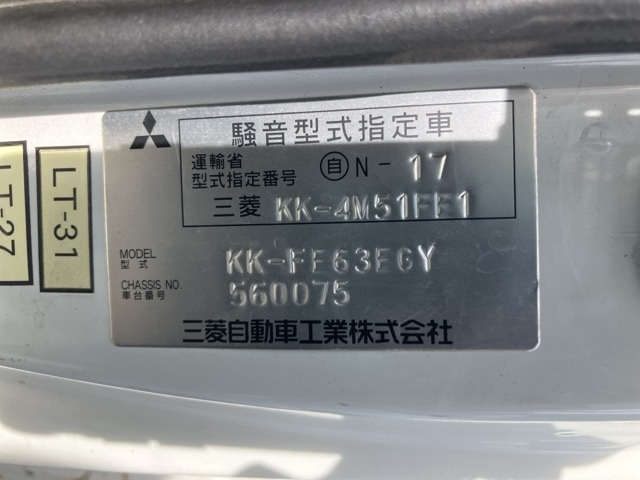 騒音型式指定車
運輸省
型式指定番号 自 N - 17
三菱 KK-4M51FE1
MODEL
型式 KK-FE63EGY
CHASSIS NO.
車台番号 560075
三菱自動車工業株式会社
LT-31
LT-27